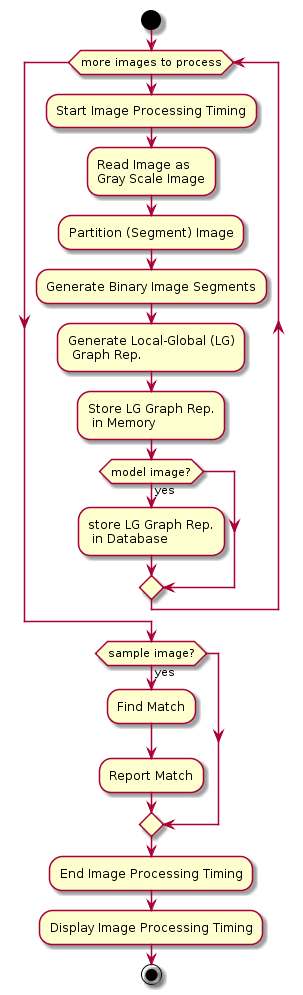 more images to process
Start Image Processing Timing
Read Image as
Gray Scale Image
Partition (Segment) Image
Generate Binary Image Segments
Generate Local-Global (LG)
Graph Rep.
Store LG Graph Rep.
in Memory
model image?
yes
store LG Graph Rep.
in Database
sample image?
yes
Find Match
Report Match
End Image Processing Timing
Display Image Processing Timing